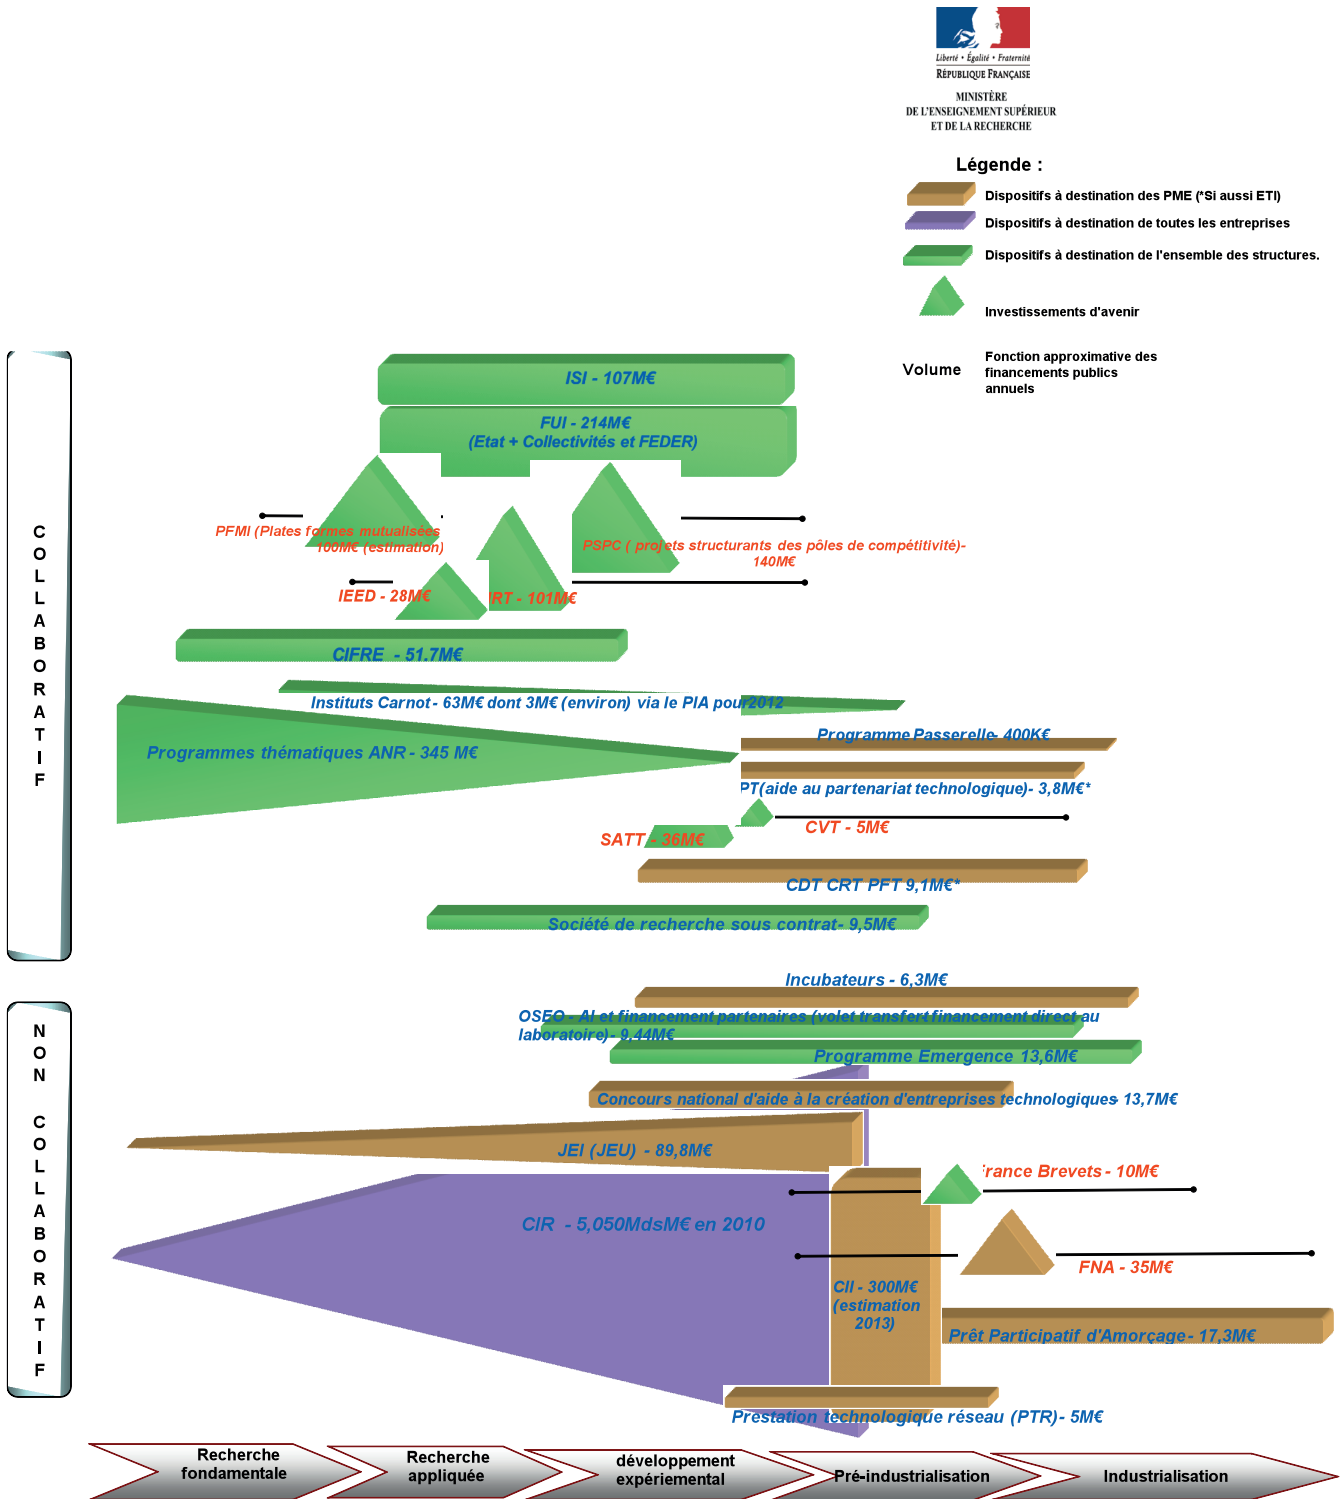 Liberté • Égalité • Fraternité
RÉPUBLIQUE FRANÇAISE
MINISTÈRE
DE L'ENSEIGNEMENT SUPÉRIEUR
ET DE LA RECHERCHE
Légende :
Dispositifs à destination des PME (*Si aussi ETI)
Dispositifs à destination de toutes les entreprises
Dispositifs à destination de l'ensemble des structures.
Investissements d'avenir
Volume
Fonction approximative des
financements publics
annuels
COLLABORATIF
ISI - 107M€
FUI - 214M€
(Etat + Collectivités et FEDER)
PFMI (Plates formes mutualisées
100M€ (estimation)
PSPC ( projets structurants des pôles de compétitivité)-
140M€
IEED - 28M€
IRT - 101M€
CIFRE - 51.7M€
Instituts Carnot - 63M€ dont 3M€ (environ) via le PIA pour2012
Programmes thématiques ANR - 345 M€
Programme Passerelle- 400K€
PT(aide au partenariat technologique)- 3,8M€*
CVT - 5M€
SATT - 36M€
CDT CRT PFT 9,1M€*
Société de recherche sous contrat- 9,5M€
NON COLLABORATIF
Incubateurs - 6,3M€
OSEO - AI et financement partenaires (volet transfert financement direct au
laboratoire)- 9,44M€
Programme Emergence 13,6M€
Concours national d'aide à la création d'entreprises technologiques- 13,7M€
JEI (JEU) - 89,8M€
France Brevets - 10M€
CIR - 5,050MdsM€ en 2010
FNA - 35M€
CII - 300M€
(estimation
2013)
Prêt Participatif d'Amorçage- 17,3M€
Prestation technologique réseau (PTR)- 5M€
Recherche
fondamentale
Recherche
appliquée
développement
expériemental
Pré-industrialisation
Industrialisation